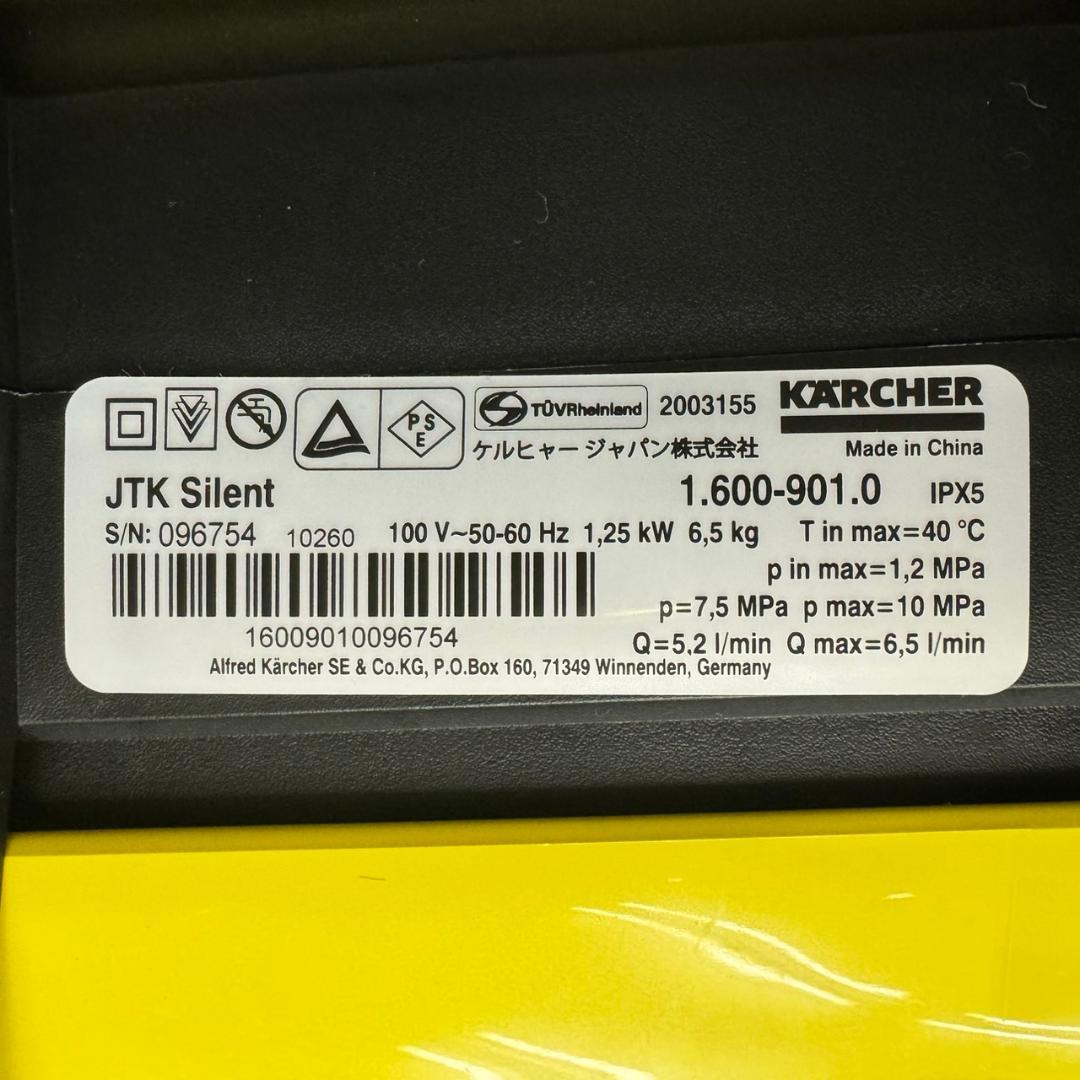 PS
E
TÜVRheinland 2003155 KÄRCHER
ケルヒャー ジャパン株式会社 Made in China
JTK Silent 1.600-901.0 IPX5
S/N: 096754 10260 100 V~50-60 Hz 1,25 kW 6,5 kg T in max=40 °C
p in max=1,2 MPa
p=7,5 MPa p max=10 MPa
16009010096754 Q=5,2 l/min Q max=6,5 l/min
Alfred Kärcher SE & Co.KG, P.O.Box 160, 71349 Winnenden, Germany